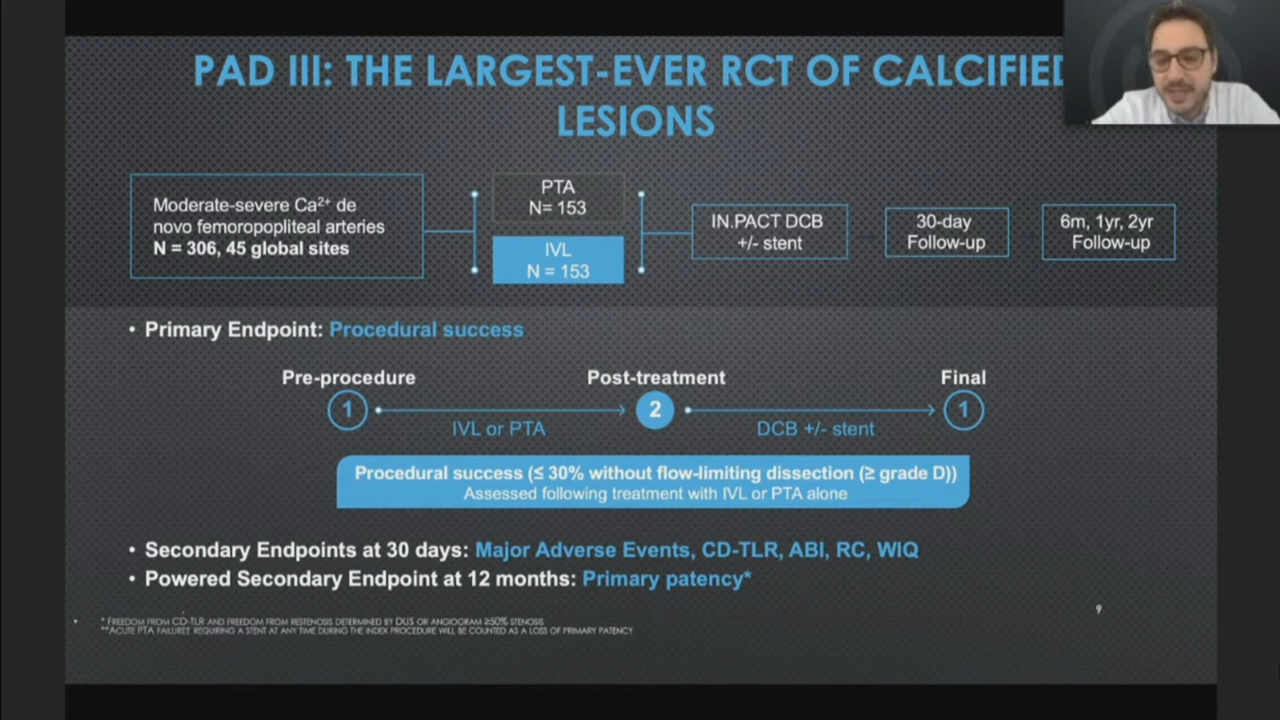 PAD III: THE LARGEST-EVER RCT OF CALCIFIED
LESIONS
Moderate-severe Ca²⁺ de
novo femoropopliteal arteries
N = 306, 45 global sites
PTA
N= 153
IVL
N = 153
IN.PACT DCB
+/- stent
30-day
Follow-up
6m, 1yr, 2yr
Follow-up
• Primary Endpoint: Procedural success
Pre-procedure
Post-treatment
Final
1
2
1
IVL or PTA
DCB +/- stent
Procedural success (≤ 30% without flow-limiting dissection (≥ grade D))
Assessed following treatment with IVL or PTA alone
• Secondary Endpoints at 30 days: Major Adverse Events, CD-TLR, ABI, RC, WIQ
• Powered Secondary Endpoint at 12 months: Primary patency*
9
• * FREEDOM FROM CD-TLR AND FREEDOM FROM RESTENOSIS DETERMINED BY DUS OR ANGIOGRAM ≥50% STENOSIS
**ACUTE PTA FAILURE REQUIRING A STENT AT ANY TIME DURING THE INDEX PROCEDURE WILL BE COUNTED AS A LOSS OF PRIMARY PATENCY